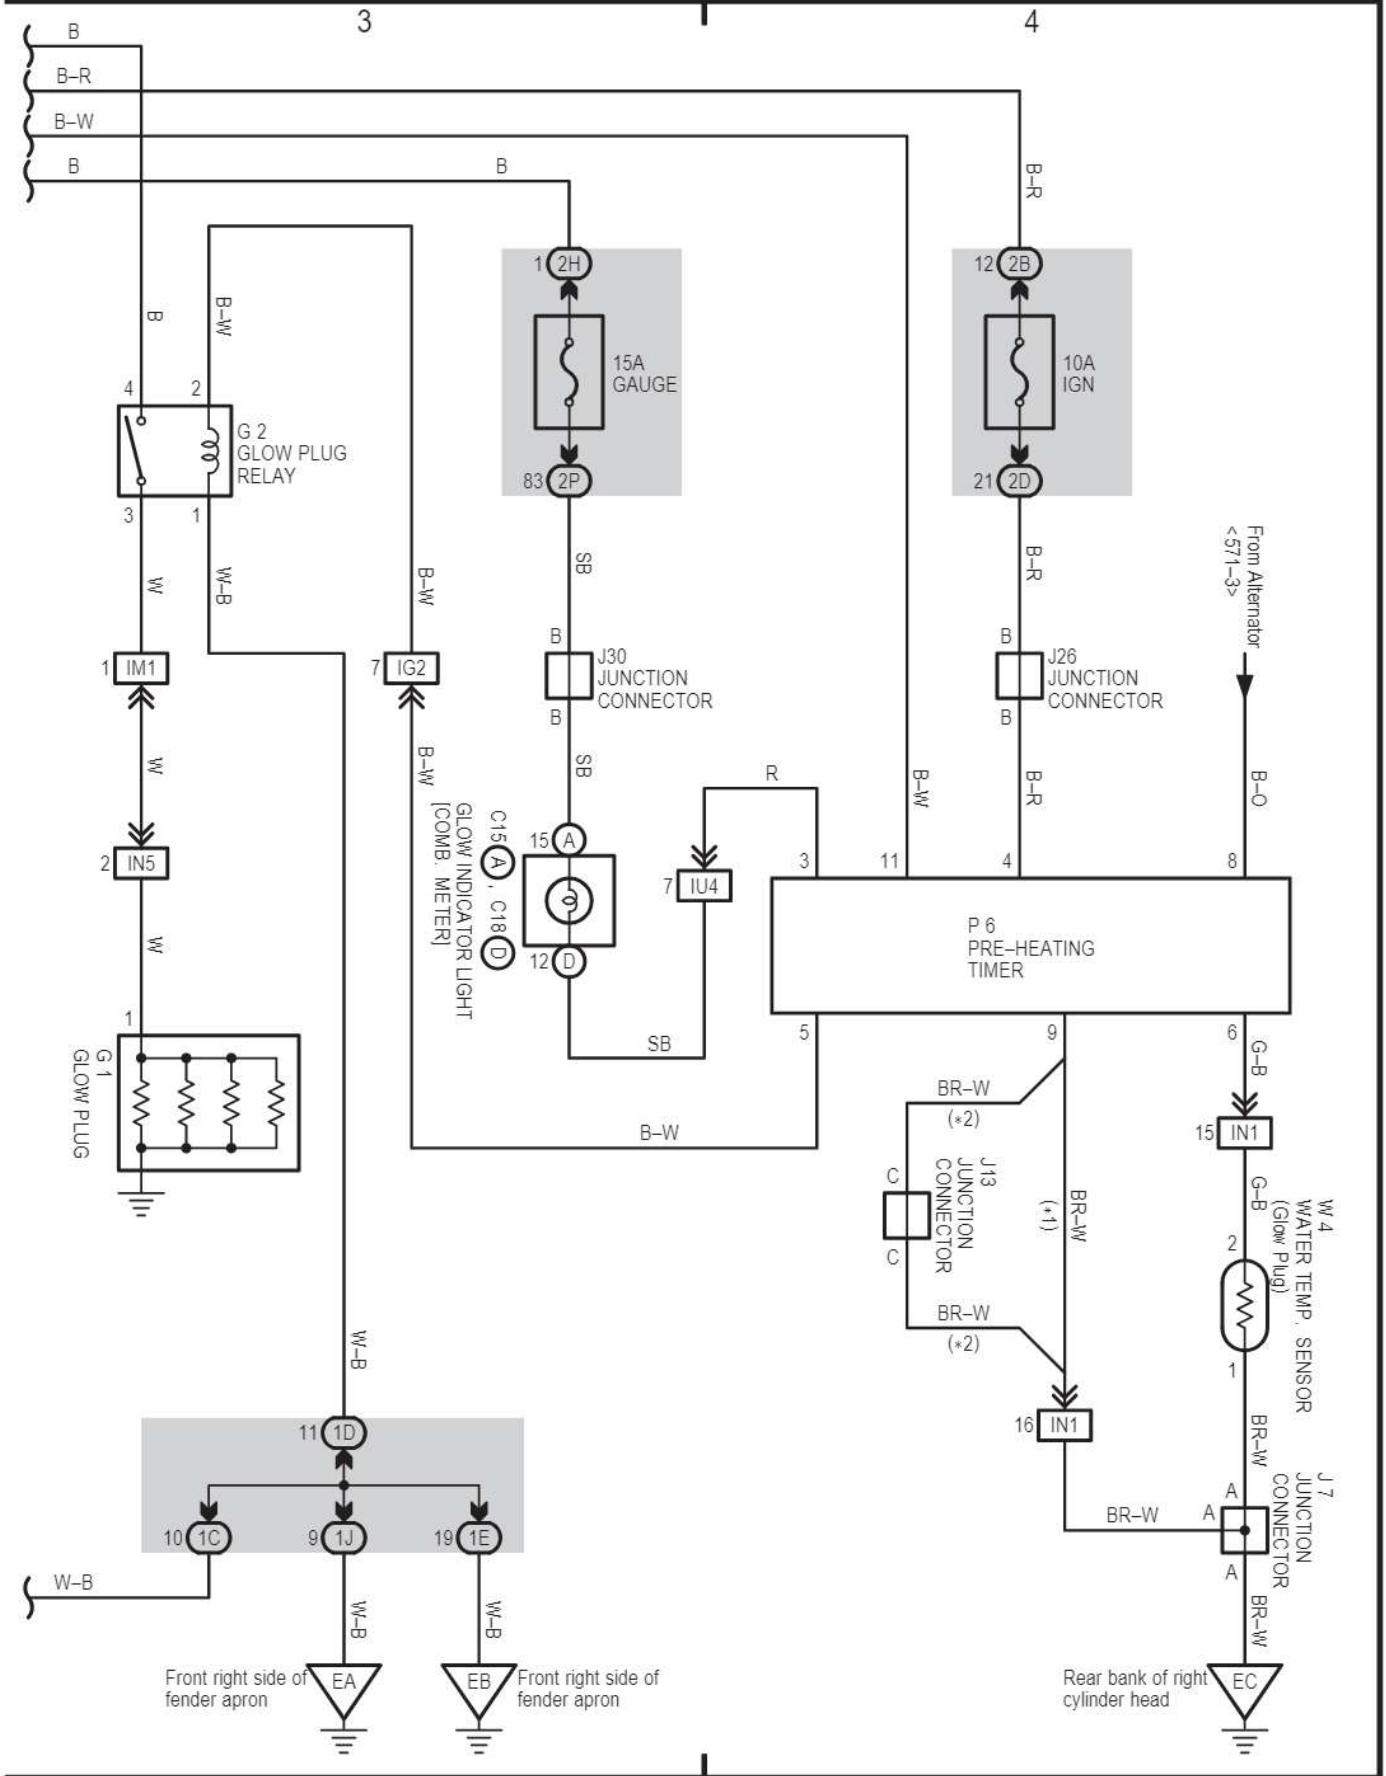 3
4
B
B–R
B–W
B
B
B–R
1 2H
12 2B
B
B–W
15A
GAUGE
10A
IGN
4
2
G 2
GLOW PLUG
RELAY
83 2P
21 2D
3
1
From Alternator
<571–3>
W
W–B
B–W
SB
B–R
1 IM1
7 IG2
B
J30
JUNCTION
CONNECTOR
B
B
J26
JUNCTION
CONNECTOR
B
W
B–W
SB
R
B–W
B–R
B–O
2 IN5
C15 A , C18 D
GLOW INDICATOR LIGHT
[COMB. METER]
15 A
12 D
7 IU4
3
11
4
8
P 6
PRE–HEATING
TIMER
W
1
G 1
GLOW PLUG
SB
5
9
6
G–B
BR–W
(*2)
B–W
15 IN1
J13
JUNCTION
CONNECTOR
C
C
BR–W
(*1)
G–B
W 4
WATER TEMP. SENSOR
(Glow Plug)
2
1
BR–W
(*2)
W–B
16 IN1
BR–W
11 1D
J 7
JUNCTION
CONNECTOR
A
BR–W
A
A
10 1C
9 1J
19 1E
W–B
W–B
W–B
BR–W
Front right side of
fender apron
EA
EB
Front right side of
fender apron
Rear bank of right
cylinder head
EC